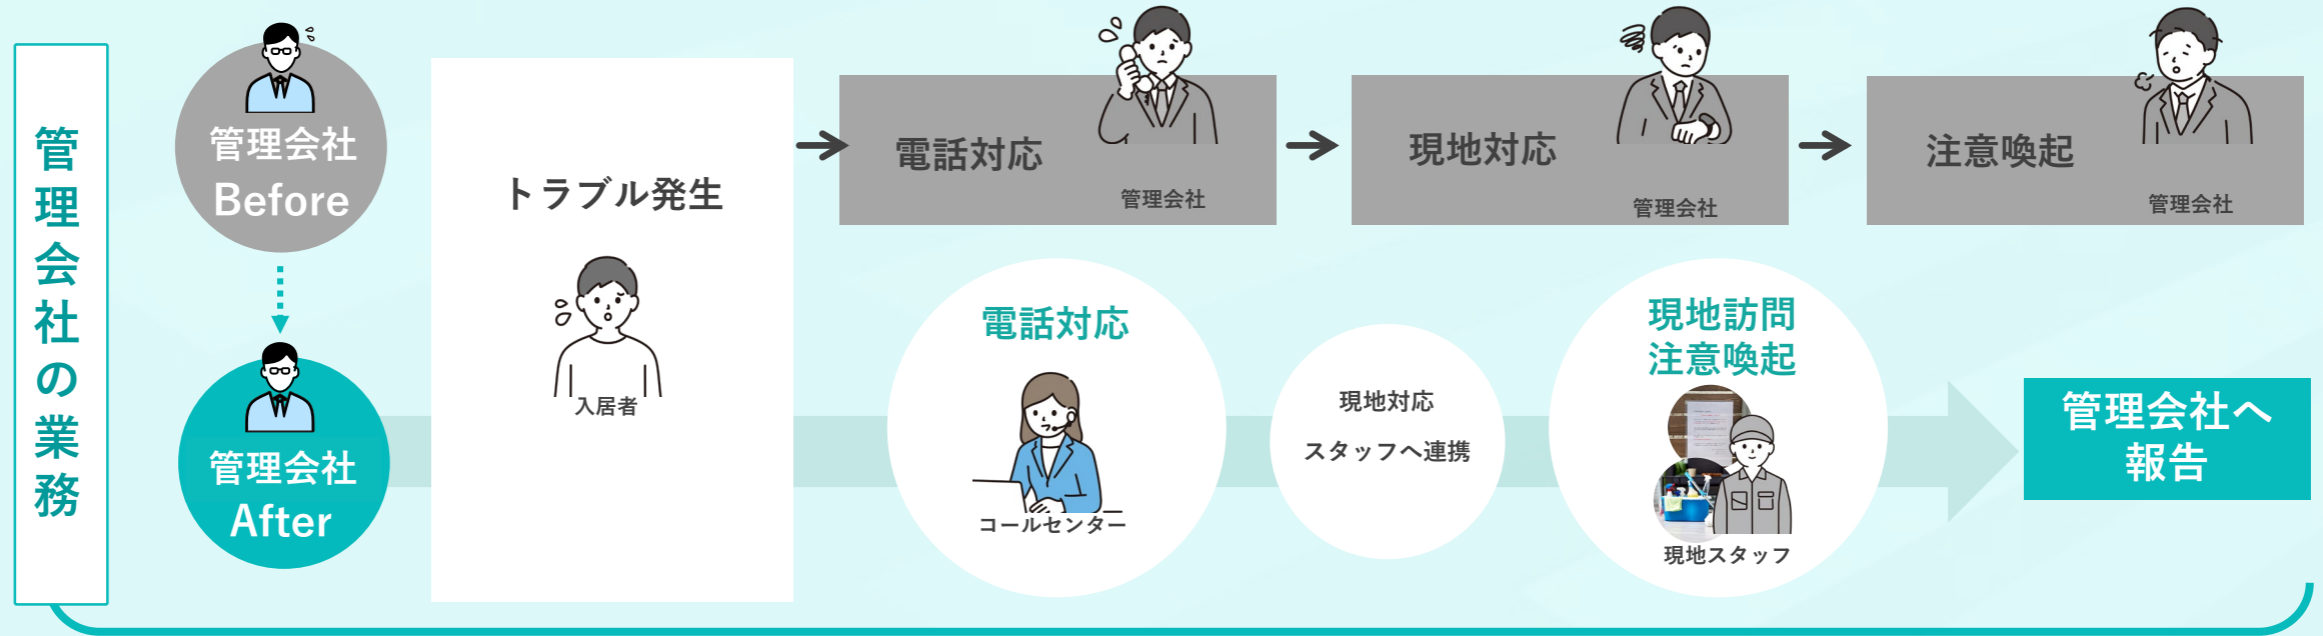 管理会社の業務
管理会社
Before
トラブル発生
入居者
電話対応
管理会社
現地対応
管理会社
注意喚起
管理会社
管理会社
After
電話対応
コールセンター
現地対応
スタッフへ連携
現地訪問
注意喚起
現地スタッフ
管理会社へ
報告